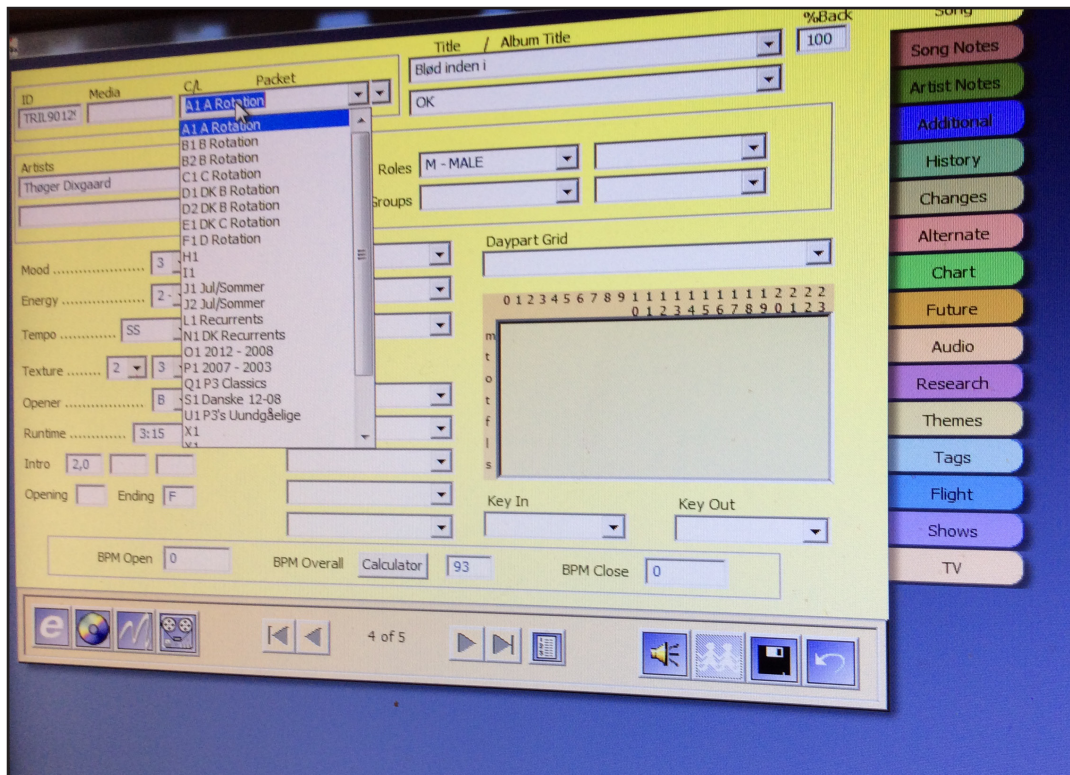 %Back
Title / Album Title
100
Song
Blød inden i
OK
ID
Media
C/L
Packet
A1 A Rotation
A1 A Rotation
B1 B Rotation
B2 B Rotation
C1 C Rotation
D1 DK B Rotation
D2 DK B Rotation
E1 DK C Rotation
F1 D Rotation
H1
I1
J1 Jul/Sommer
J2 Jul/Sommer
L1 Recurrents
N1 DK Recurrents
O1 2012 - 2008
P1 2007 - 2003
Q1 P3 Classics
S1 Danske 12-08
U1 P3's Uundgåelige
X1
Y1
Artists
Thøger Dixgaard
Roles
M - MALE
Groups
Mood .................. 3
Energy ................. 2 -
Tempo ............ SS
Texture ......... 2 3
Opener ................. B
Runtime ............. 3:15
Intro 2,0
Opening
Ending F
Daypart Grid
0 1 2 3 4 5 6 7 8 9 1 1 1 1 1 1 1 1 1 1 2 2 2 2
0 1 2 3 4 5 6 7 8 9 0 1 2 3
m
t
o
t
f
l
s
Key In
Key Out
BPM Open 0
BPM Overall Calculator 93
BPM Close 0
4 of 5
Song Notes
Artist Notes
Additional
History
Changes
Alternate
Chart
Future
Audio
Research
Themes
Tags
Flight
Shows
TV